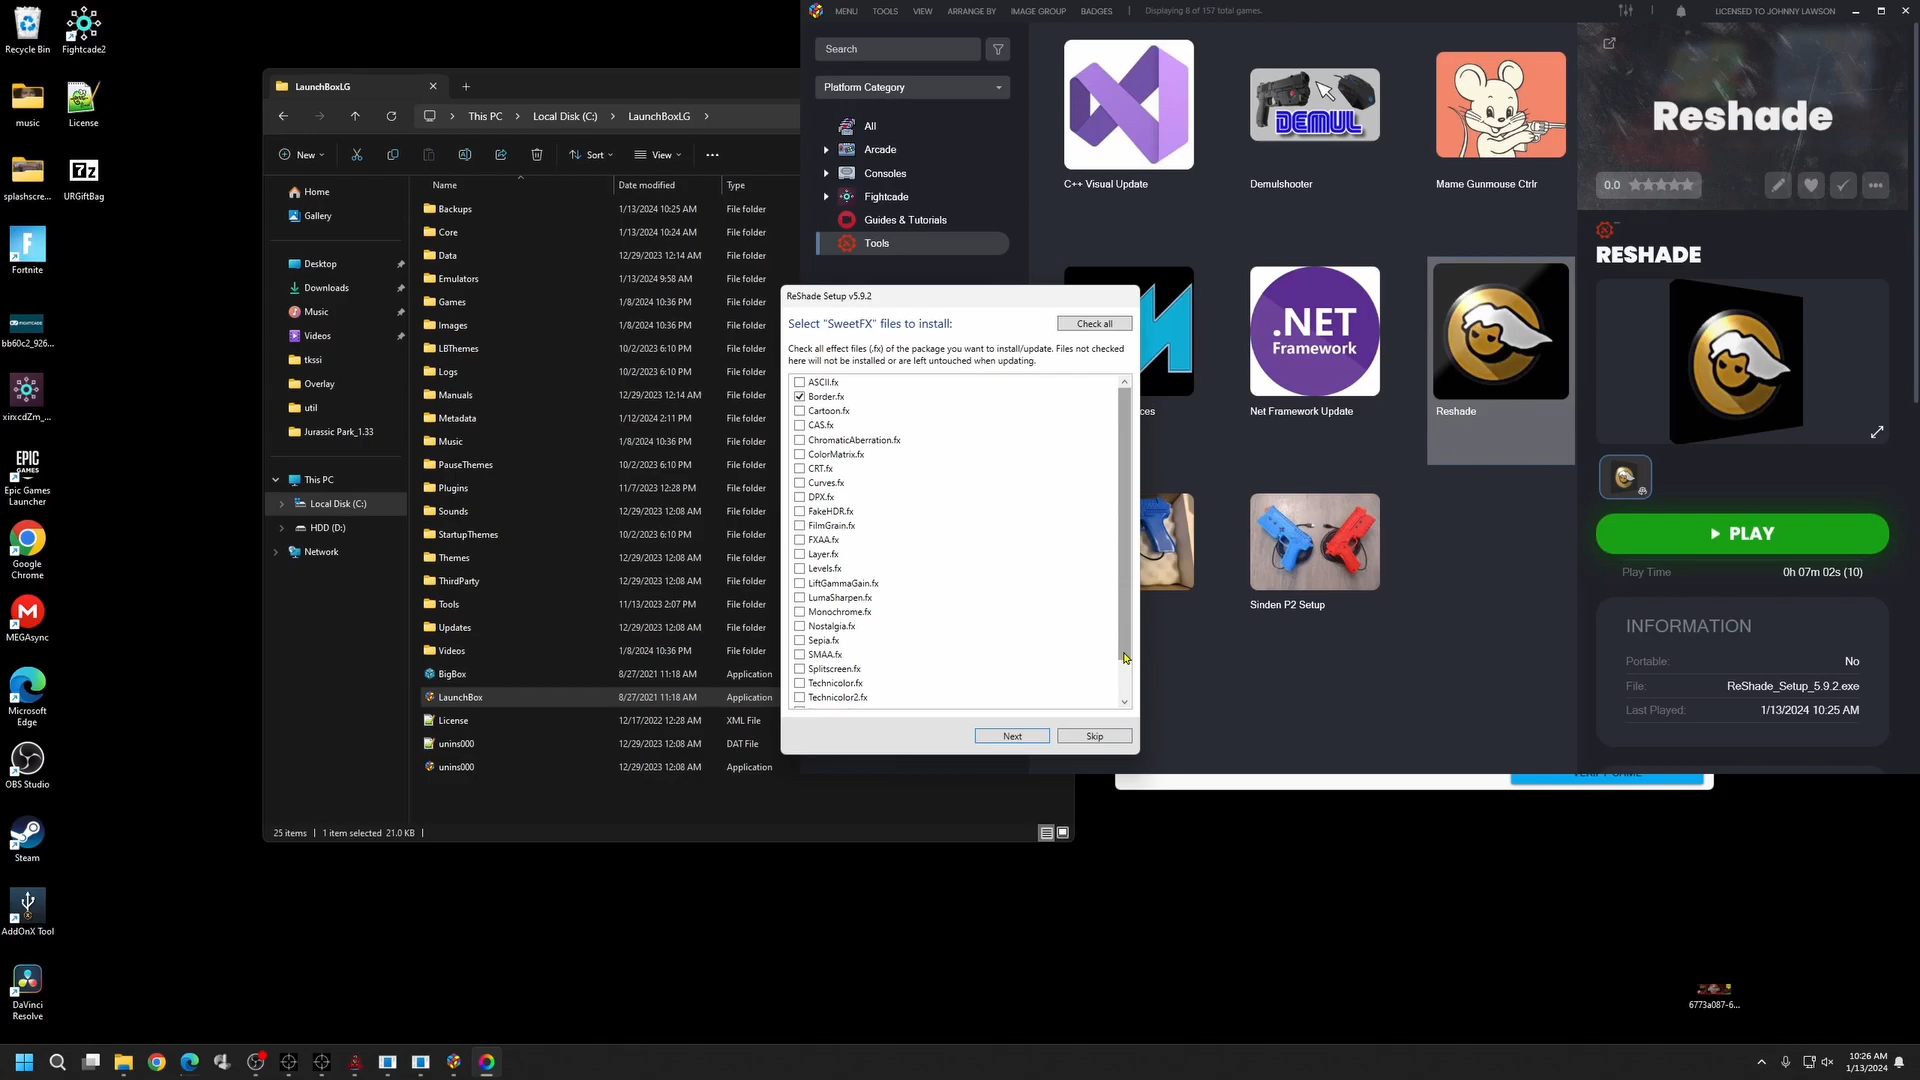 Recycle Bin
Fightcade2
music
License
splashscre...
URGiftBag
Fortnite
bb60c2_926...
xirxcdZm_...
Epic Games
Launcher
Google
Chrome
MEGAsync
Microsoft
Edge
OBS Studio
Steam
AddOnX Tool
DaVinci
Resolve
LaunchBoxLG
This PC
Local Disk (C:)
LaunchBoxLG
New
Sort
View
Home
Gallery
Desktop
Downloads
Music
Videos
tkssi
Overlay
util
Jurassic Park_1.33
This PC
Local Disk (C:)
HDD (D:)
Network
Name Date modified Type
Backups 1/13/2024 10:25 AM File folder
Core 1/13/2024 10:24 AM File folder
Data 12/29/2023 12:14 AM File folder
Emulators 1/13/2024 9:58 AM File folder
Games 1/8/2024 10:36 PM File folder
Images 1/8/2024 10:36 PM File folder
LBThemes 10/2/2023 6:10 PM File folder
Logs 10/2/2023 6:10 PM File folder
Manuals 12/29/2023 12:14 AM File folder
Metadata 1/12/2024 2:11 PM File folder
Music 1/8/2024 10:36 PM File folder
PauseThemes 10/2/2023 6:10 PM File folder
Plugins 11/7/2023 12:28 PM File folder
Sounds 12/29/2023 12:08 AM File folder
StartupThemes 10/2/2023 6:10 PM File folder
Themes 12/29/2023 12:08 AM File folder
ThirdParty 12/29/2023 12:08 AM File folder
Tools 11/13/2023 2:07 PM File folder
Updates 12/29/2023 12:08 AM File folder
Videos 1/8/2024 10:36 PM File folder
BigBox 8/27/2021 11:18 AM Application
LaunchBox 8/27/2021 11:18 AM Application
License 12/17/2022 12:28 AM XML File
unins000 12/29/2023 12:08 AM DAT File
unins000 12/29/2023 12:08 AM Application
25 items 1 item selected 21.0 KB
MENU TOOLS VIEW ARRANGE BY IMAGE GROUP BADGES Displaying 8 of 157 total games. LICENSED TO JOHNNY LAWSON
Search
Platform Category
All
Arcade
Consoles
Fightcade
Guides & Tutorials
Tools
C++ Visual Update
DEMUL
Demulshooter
Mame Gunmouse Ctrlr
ces
.NET
Framework
Net Framework Update
Reshade
Sinden P2 Setup
ReShade Setup v5.9.2
Select "SweetFX" files to install:
Check all
Check all effect files (.fx) of the package you want to install/update. Files not checked
here will not be installed or are left untouched when updating.
ASCII.fx
Border.fx
Cartoon.fx
CAS.fx
ChromaticAberration.fx
ColorMatrix.fx
CRT.fx
Curves.fx
DPX.fx
FakeHDR.fx
FilmGrain.fx
FXAA.fx
Layer.fx
Levels.fx
LiftGammaGain.fx
LumaSharpen.fx
Monochrome.fx
Nostalgia.fx
Sepia.fx
SMAA.fx
Splitscreen.fx
Technicolor.fx
Technicolor2.fx
Next
Skip
Reshade
0.0
RESHADE
PLAY
Play Time 0h 07m 02s (10)
INFORMATION
Portable: No
File: ReShade_Setup_5.9.2.exe
Last Played: 1/13/2024 10:25 AM
6773a087-6...
10:26 AM
1/13/2024